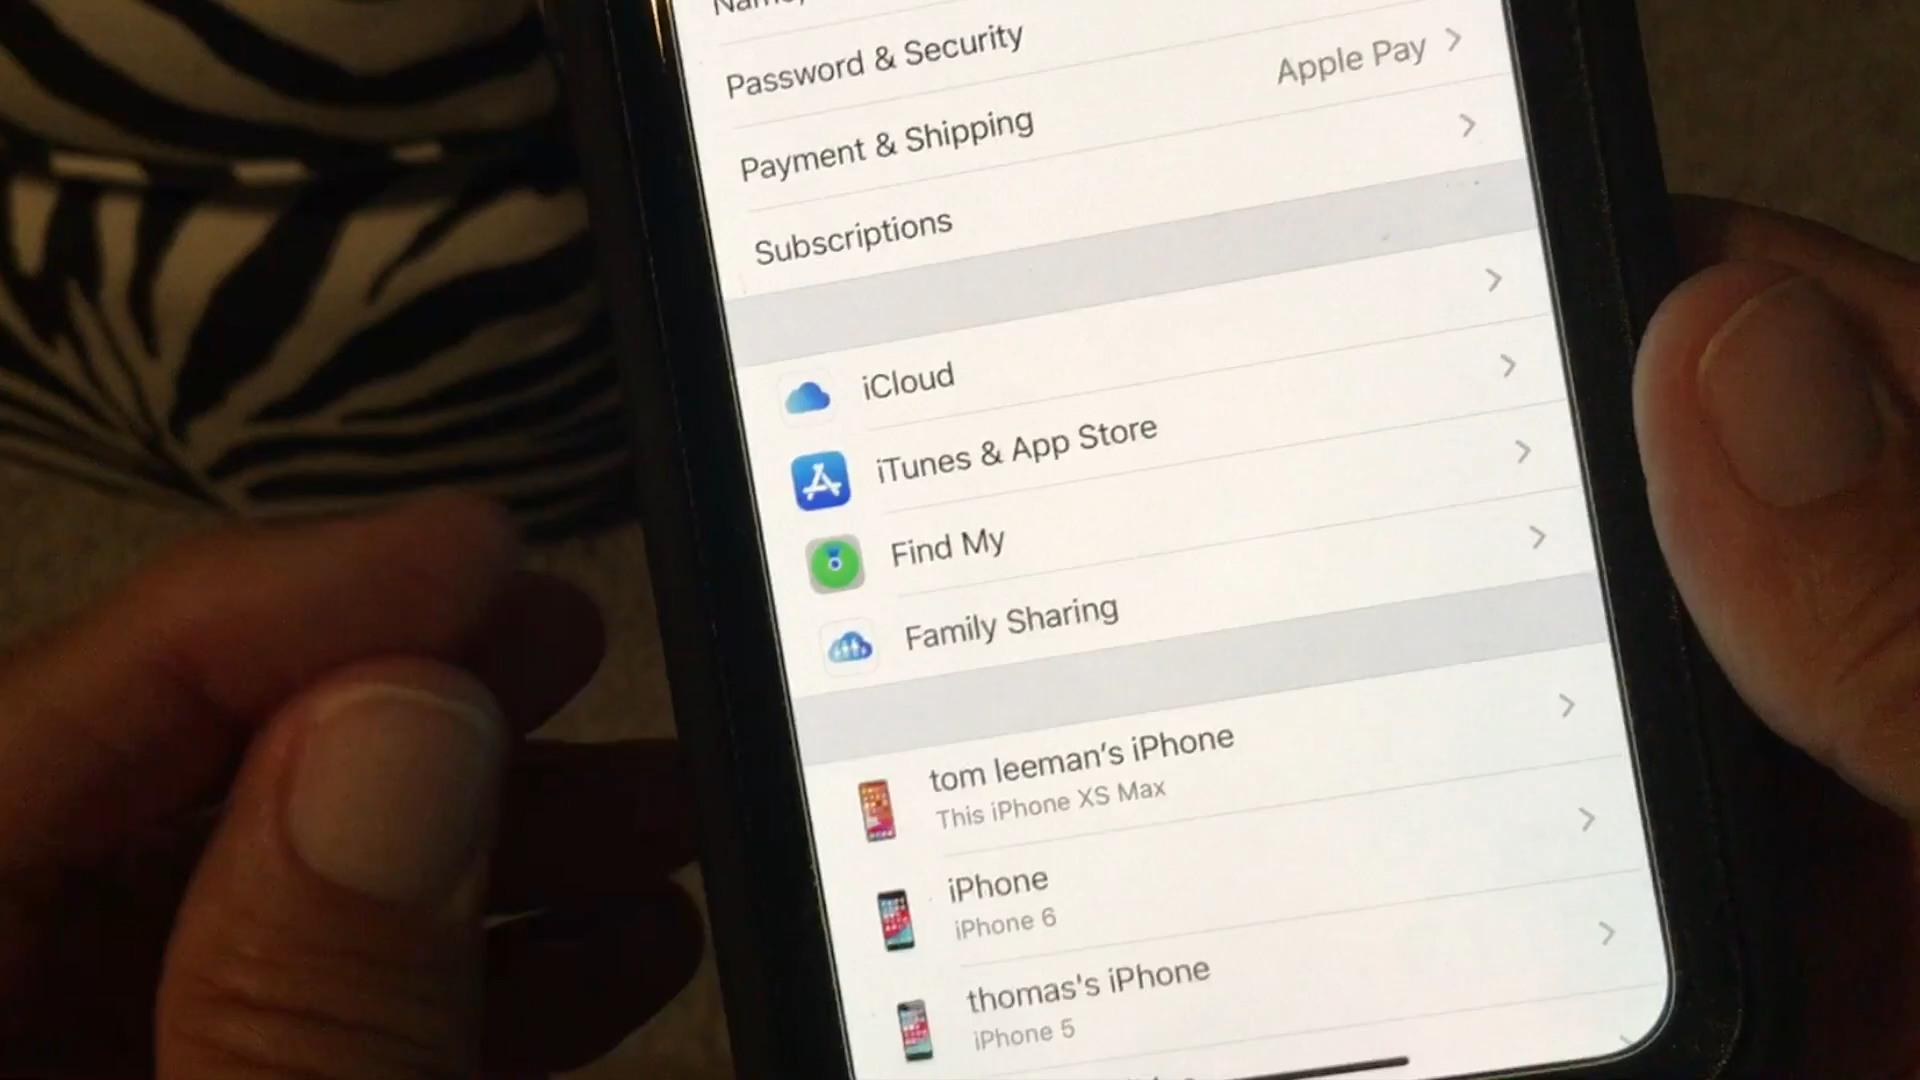 Password & Security
Payment & Shipping
Apple Pay
Subscriptions
iCloud
iTunes & App Store
Find My
Family Sharing
tom leeman's iPhone
This iPhone XS Max
iPhone
iPhone 6
thomas's iPhone
iPhone 5